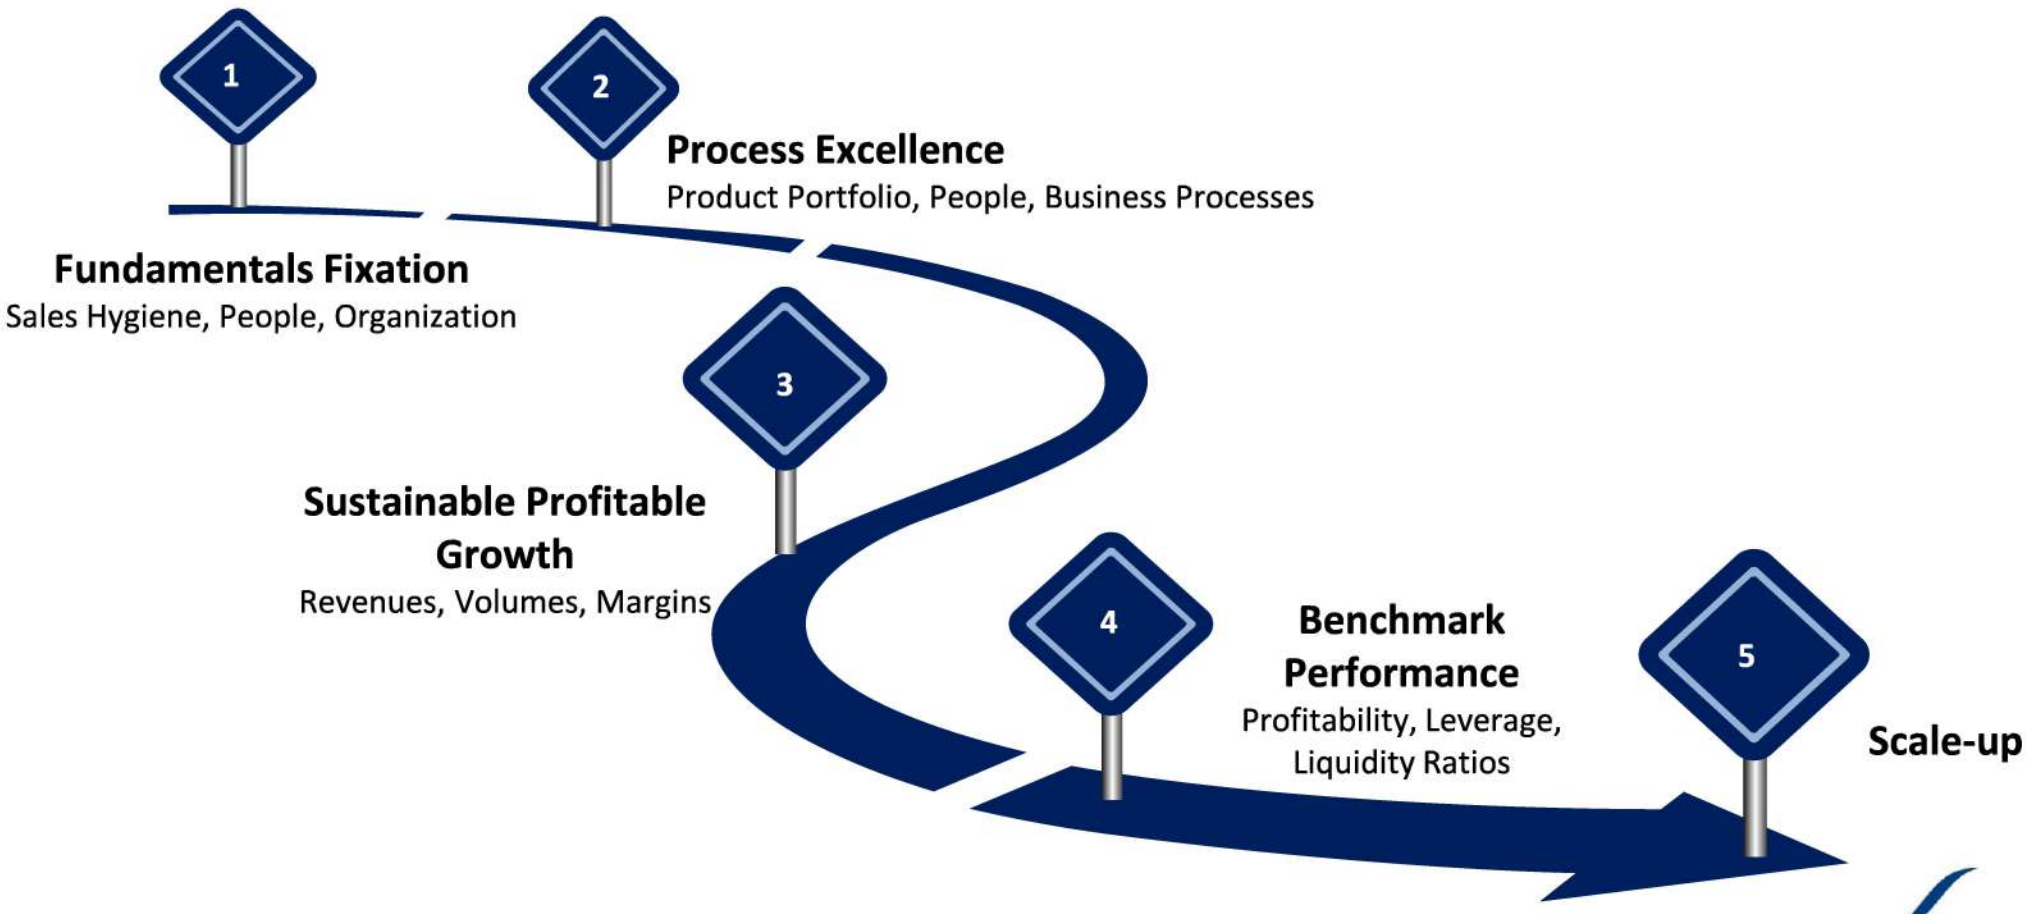 1
Fundamentals Fixation
Sales Hygiene, People, Organization
2
Process Excellence
Product Portfolio, People, Business Processes
3
Sustainable Profitable
Growth
Revenues, Volumes, Margins
4
Benchmark
Performance
Profitability, Leverage,
Liquidity Ratios
5
Scale-up